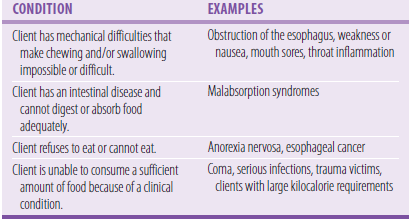 CONDITION EXAMPLES
Client has mechanical difficulties that Obstruction of the esophagus, weakness or
make chewing and/or swallowing nausea, mouth sores, throat inflammation
impossible or difficult.
Client has an intestinal disease and Malabsorption syndromes
cannot digest or absorb food
adequately.
Client refuses to eat or cannot eat. Anorexia nervosa, esophageal cancer
Client is unable to consume a sufficient Coma, serious infections, trauma victims,
amount of food because of a clinical clients with large kilocalorie requirements
condition.